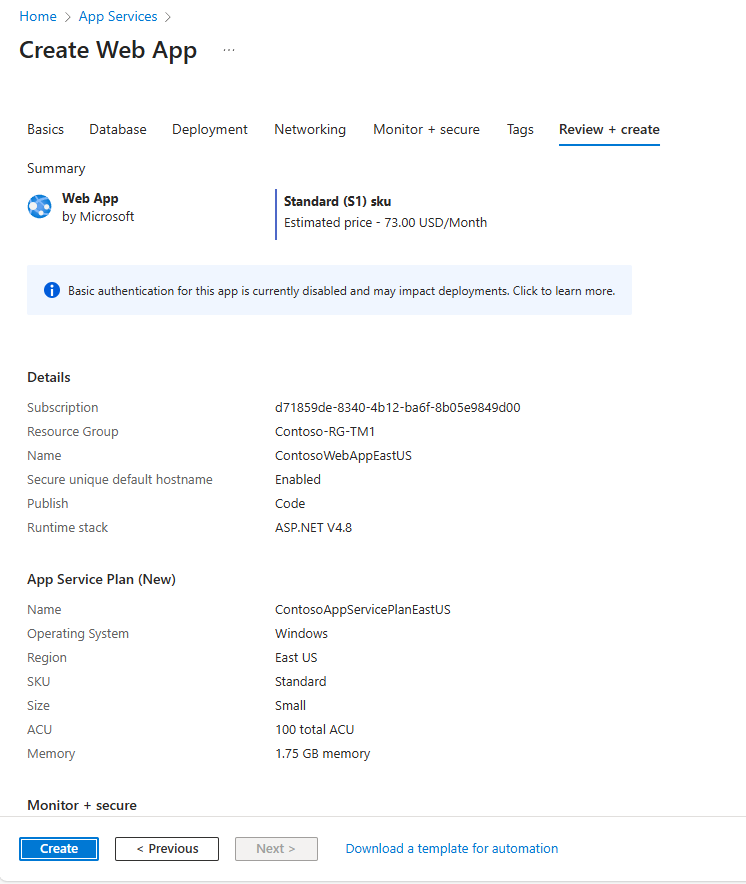 Home > App Services >
Create Web App ...
Basics Database Deployment Networking Monitor + secure Tags Review + create
Summary
Web App
by Microsoft
Standard (S1) sku
Estimated price - 73.00 USD/Month
Basic authentication for this app is currently disabled and may impact deployments. Click to learn more.
Details
Subscription d71859de-8340-4b12-ba6f-8b05e9849d00
Resource Group Contoso-RG-TM1
Name ContosoWebAppEastUS
Secure unique default hostname Enabled
Publish Code
Runtime stack ASP.NET V4.8
App Service Plan (New)
Name ContosoAppServicePlanEastUS
Operating System Windows
Region East US
SKU Standard
Size Small
ACU 100 total ACU
Memory 1.75 GB memory
Monitor + secure
Create < Previous Next > Download a template for automation